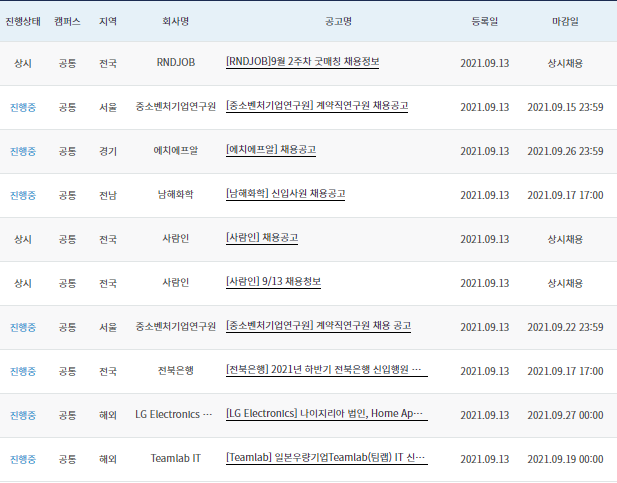 진행상태 캠퍼스 지역 회사명 공고명 등록일 마감일
상시 공통 전국 RNDJOB [RNDJOB]9월 2주차 굿매칭 채용정보 2021.09.13 상시채용
진행중 공통 서울 중소벤처기업연구원 [중소벤처기업연구원] 계약직연구원 채용공고 2021.09.13 2021.09.15 23:59
진행중 공통 경기 에치에프알 [에치에프알] 채용공고 2021.09.13 2021.09.26 23:59
진행중 공통 전남 남해화학 [남해화학] 신입사원 채용공고 2021.09.13 2021.09.17 17:00
상시 공통 전국 사람인 [사람인] 채용공고 2021.09.13 상시채용
상시 공통 전국 사람인 [사람인] 9/13 채용청보 2021.09.13 상시채용
진행중 공통 서울 중소벤처기업연구원 [중소벤처기업연구원] 계약직연구원 채용 공고 2021.09.13 2021.09.22 23:59
진행중 공통 전국 전북은행 [전북은행] 2021년 하반기 전북은행 신입행원 … 2021.09.13 2021.09.17 17:00
진행중 공통 해외 LG Electronics … [LG Electronics] 나이지리아 법인, Home Ap… 2021.09.13 2021.09.27 00:00
진행중 공통 해외 Teamlab IT [Teamlab] 일본우량기업Teamlab(팀랩) IT 신… 2021.09.13 2021.09.19 00:00